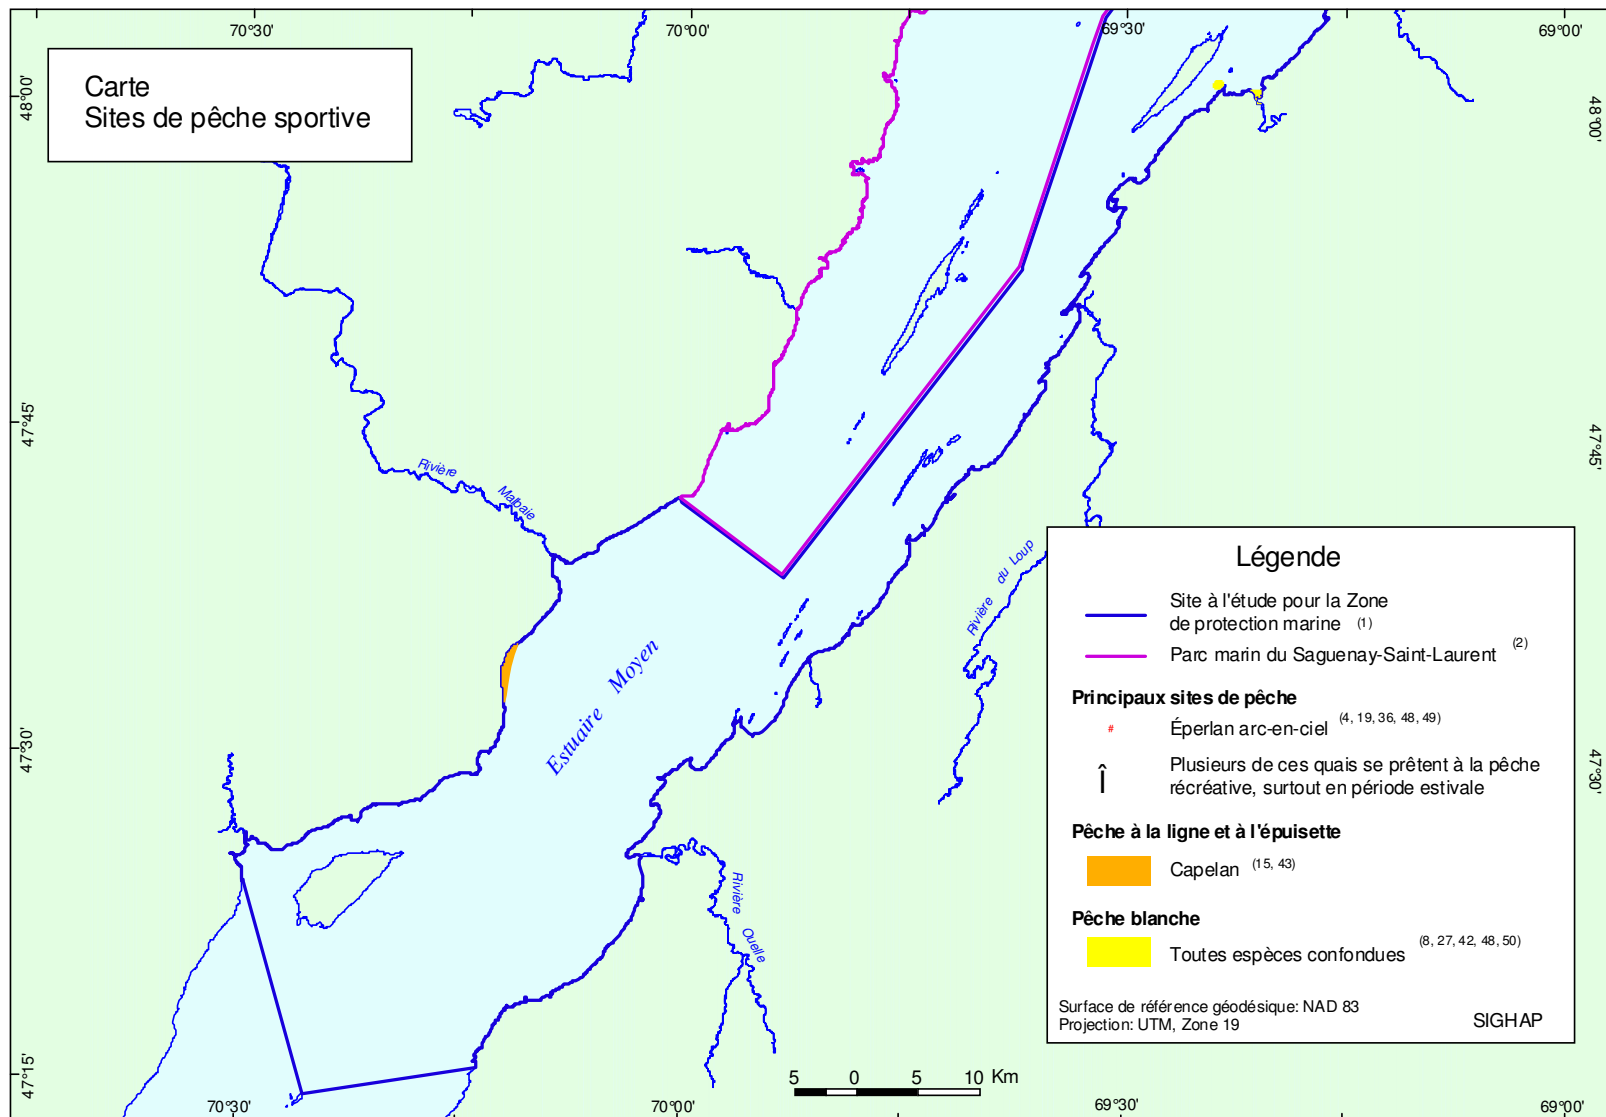 70°30'
70°00'
69°30'
69°00'
Carte
Sites de pêche sportive
48°00'
48°00'
47°45'
47°45'
Rivière
Malbaie
Estuaire Moyen
Rivière du Loup
Rivière
Ouelle
47°30'
47°30'
47°15'
Légende
Site à l'étude pour la Zone
de protection marine (1)
Parc marin du Saguenay-Saint-Laurent (2)
Principaux sites de pêche
# Éperlan arc-en-ciel (4, 19, 36, 48, 49)
Î Plusieurs de ces quais se prêtent à la pêche
récréative, surtout en période estivale
Pêche à la ligne et à l'épuisette
Capelan (15, 43)
Pêche blanche
Toutes espèces confondues (8, 27, 42, 48, 50)
Surface de référence géodésique: NAD 83
Projection: UTM, Zone 19
SIGHAP
5 0 5 10 Km
70°30'
70°00'
69°30'
69°00'